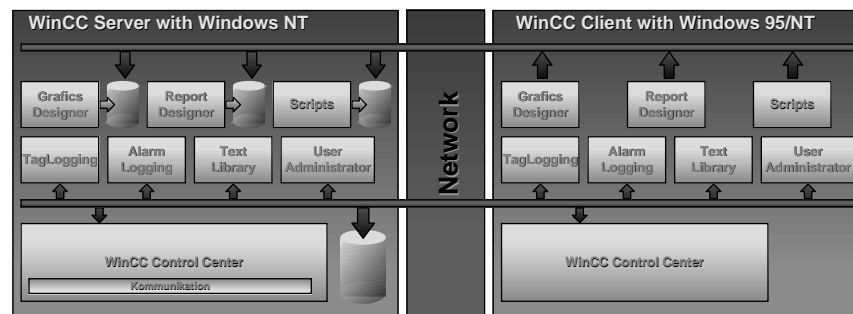 WinCC Server with Windows NT
Grafics
Designer
Report
Designer
Scripts
TagLogging
Alarm
Logging
Text
Library
User
Administrator
WinCC Control Center
Kommunikation
Network
WinCC Client with Windows 95/NT
Grafics
Designer
Report
Designer
Scripts
TagLogging
Alarm
Logging
Text
Library
User
Administrator
WinCC Control Center